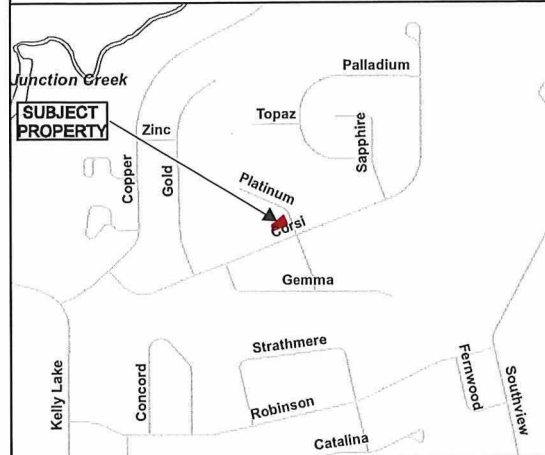 Palladium
Junction Creek
SUBJECT
PROPERTY
Topaz
Zinc
Sapphire
Copper
Gold
Platinum
Corsi
Gemma
Strathmere
Kelly Lake
Concord
Fernwood
Southview
Robinson
Catalina